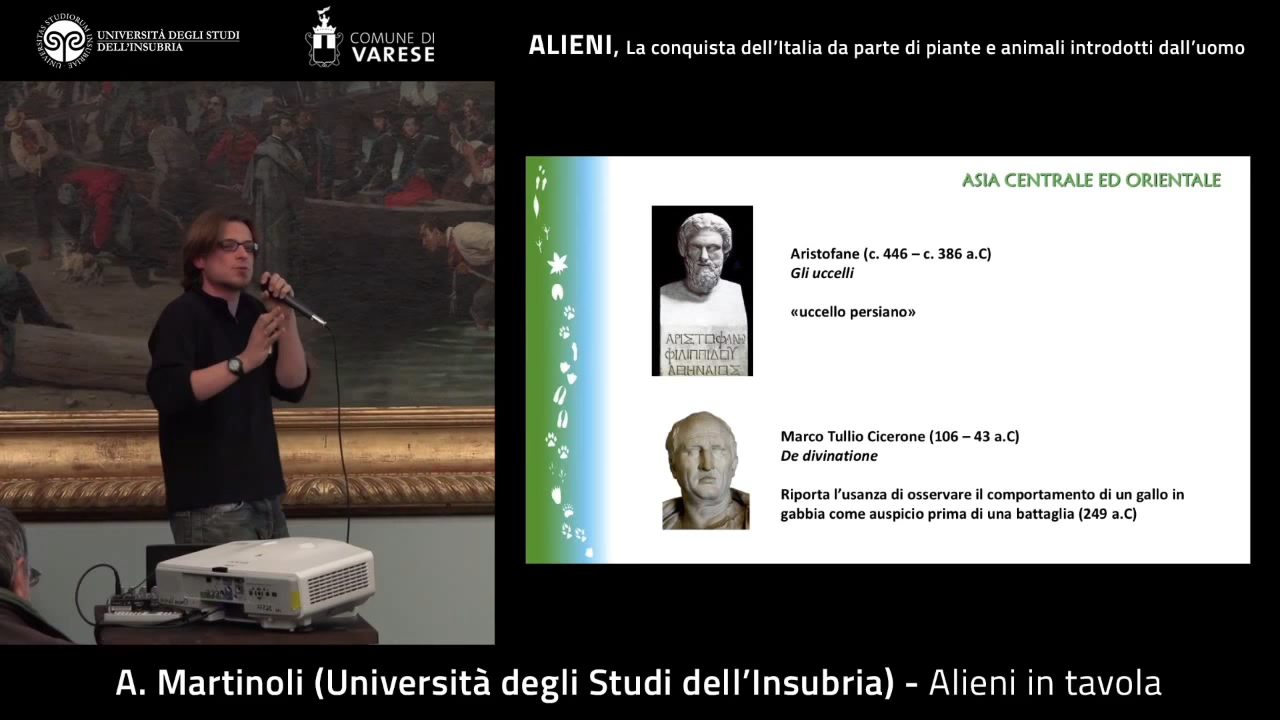 UNIVERSITÀ DEGLI STUDI
DELL'INSUBRIA
COMUNE DI
VARESE
ALIENI, La conquista dell'Italia da parte di piante e animali introdotti dall'uomo
ASIA CENTRALE ED ORIENTALE
Aristofane (c. 446 – c. 386 a.C)
Gli uccelli
«uccello persiano»
ΑΡΙΣΤΟΦΑΝΗ
ΦΙΛΙΠΠΙΔΟΥ
ΑΘΗΝΑΙΟΣ
Marco Tullio Cicerone (106 – 43 a.C)
De divinatione
Riporta l'usanza di osservare il comportamento di un gallo in
gabbia come auspicio prima di una battaglia (249 a.C)
A. Martinoli (Università degli Studi dell'Insubria) - Alieni in tavola